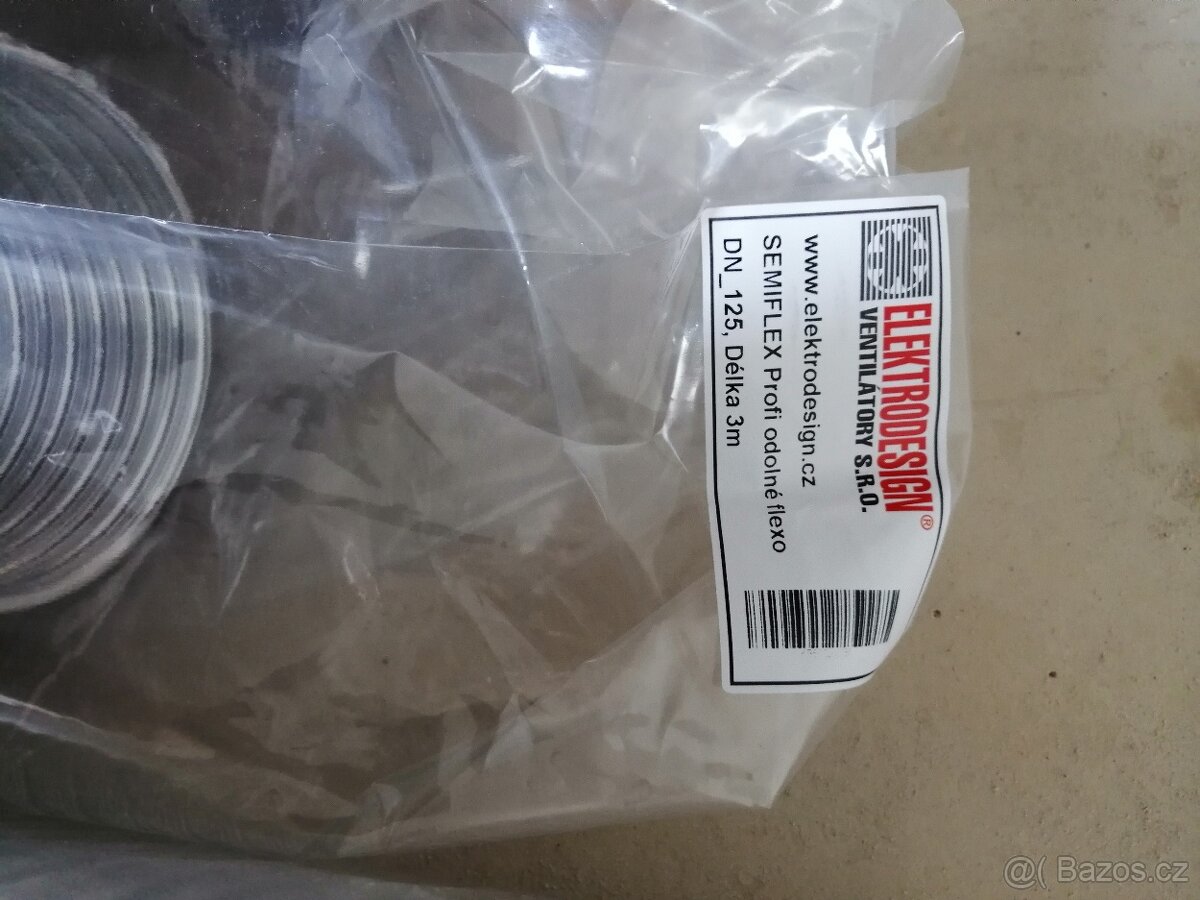 ELEKTRODESIGN®
VENTILÁTORY S.R.O.
www.elektrodesign.cz
SEMIFLEX Profi odolné flexo
DN_125, Délka 3m
@( Bazos.cz